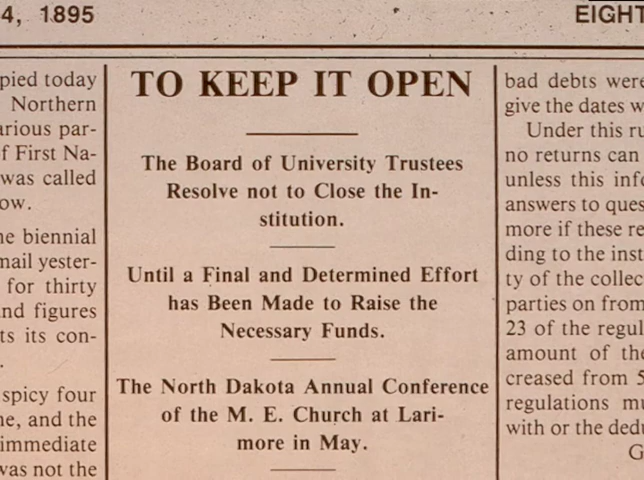 4, 1895
EIGHT
pied today
Northern
arious par-
f First Na-
was called
ow.
ne biennial
mail yester-
for thirty
nd figures
ts its con-
.
spicy four
ne, and the
immediate
was not the
TO KEEP IT OPEN
The Board of University Trustees
Resolve not to Close the In-
stitution.
Until a Final and Determined Effort
has Been Made to Raise the
Necessary Funds.
The North Dakota Annual Conference
of the M. E. Church at Lari-
more in May.
bad debts were
give the dates w
Under this ru
no returns can
unless this info
answers to ques
more if these re
ding to the inst
ty of the collec
parties on from
23 of the regul
amount of the
creased from 5
regulations mu
with or the dedu
G